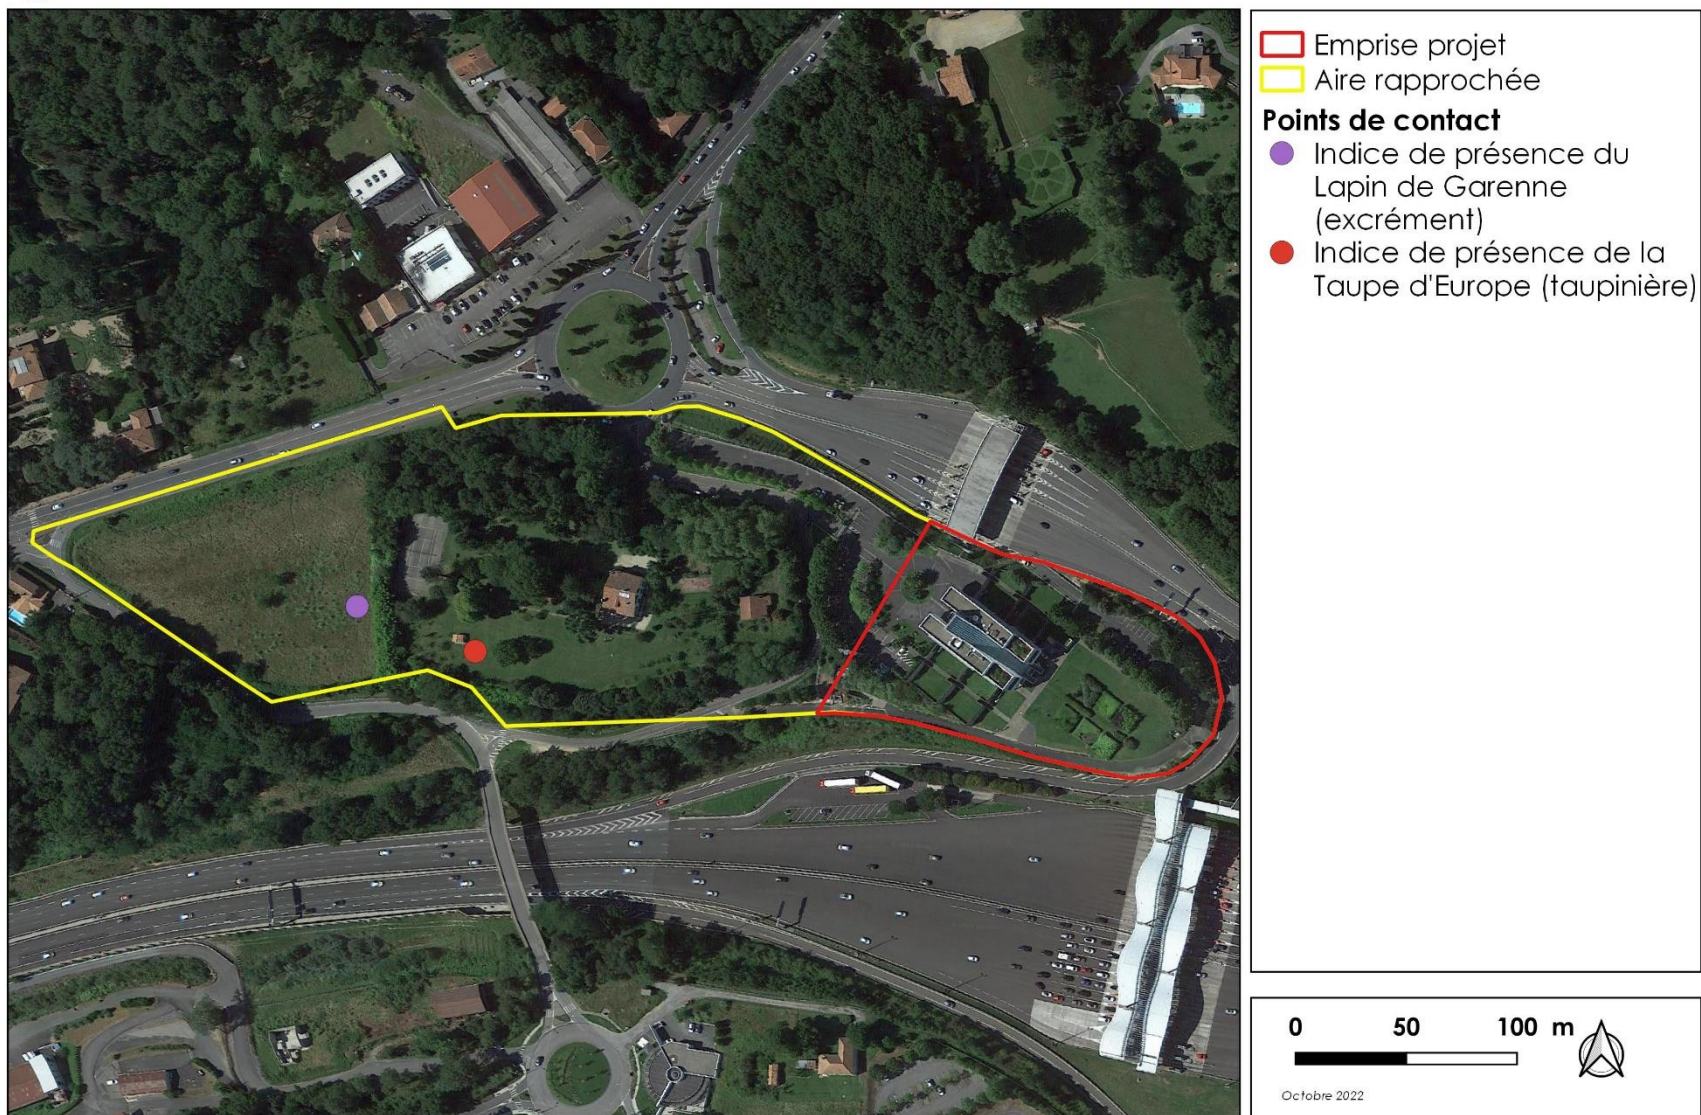 Emprise projet
Aire rapprochée
Points de contact
Indice de présence du
Lapin de Garenne
(excrément)
Indice de présence de la
Taupe d'Europe (taupinière)
0 50 100 m
Octobre 2022